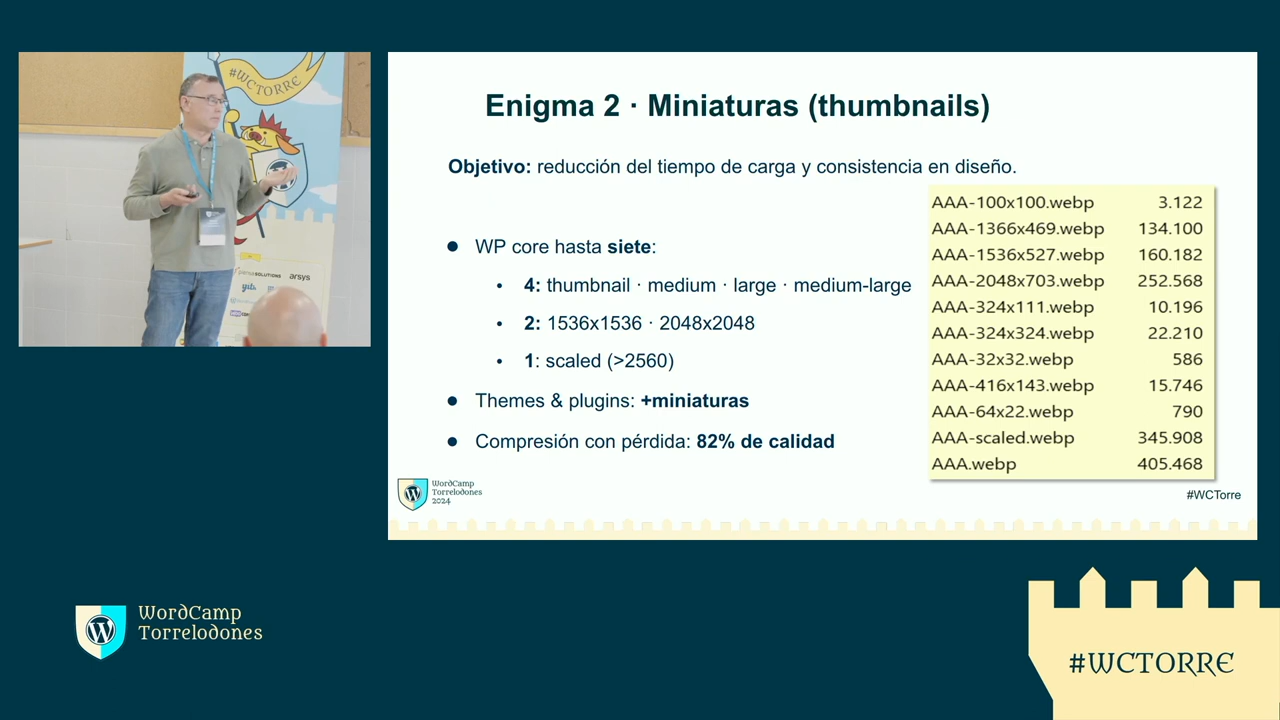 #WCTORRE
arsys
Enigma 2 · Miniaturas (thumbnails)
Objetivo: reducción del tiempo de carga y consistencia en diseño.
● WP core hasta siete:
• 4: thumbnail · medium · large · medium-large
• 2: 1536x1536 · 2048x2048
• 1: scaled (>2560)
● Themes & plugins: +miniaturas
● Compresión con pérdida: 82% de calidad
AAA-100x100.webp 3.122
AAA-1366x469.webp 134.100
AAA-1536x527.webp 160.182
AAA-2048x703.webp 252.568
AAA-324x111.webp 10.196
AAA-324x324.webp 22.210
AAA-32x32.webp 586
AAA-416x143.webp 15.746
AAA-64x22.webp 790
AAA-scaled.webp 345.908
AAA.webp 405.468
WordCamp
Torrelodones
2024
#WCTorre
WordCamp
Torrelodones
#WCTORRE